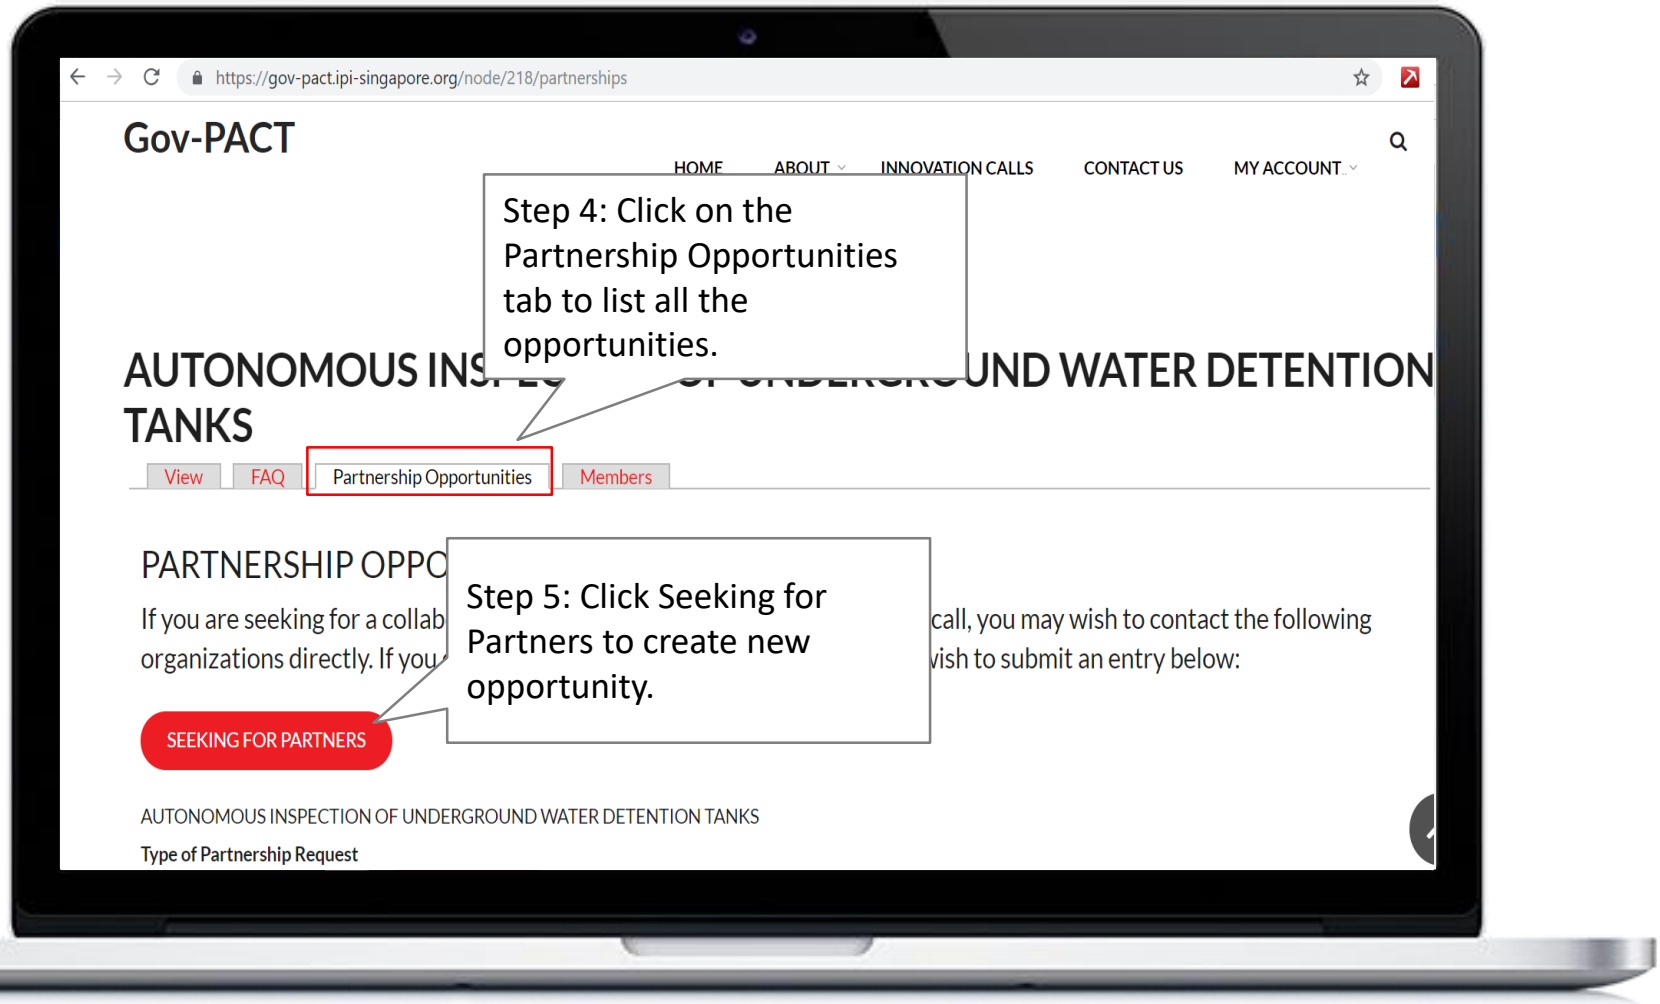 https://gov-pact.ipi-singapore.org/node/218/partnerships
Gov-PACT
HOME ABOUT INNOVATION CALLS CONTACT US MY ACCOUNT
Step 4: Click on the
Partnership Opportunities
tab to list all the
opportunities.
AUTONOMOUS OF UNDERGROUND WATER DETENTION
TANKS
View FAQ Partnership Opportunities Members
PARTNERSHIP
If you are seeking for a call, you may wish to contact the following
organizations directly. If you wish to submit an entry below:
Step 5: Click Seeking for
Partners to create new
opportunity.
SEEKING FOR PARTNERS
AUTONOMOUS INSPECTION OF UNDERGROUND WATER DETENTION TANKS
Type of Partnership Request